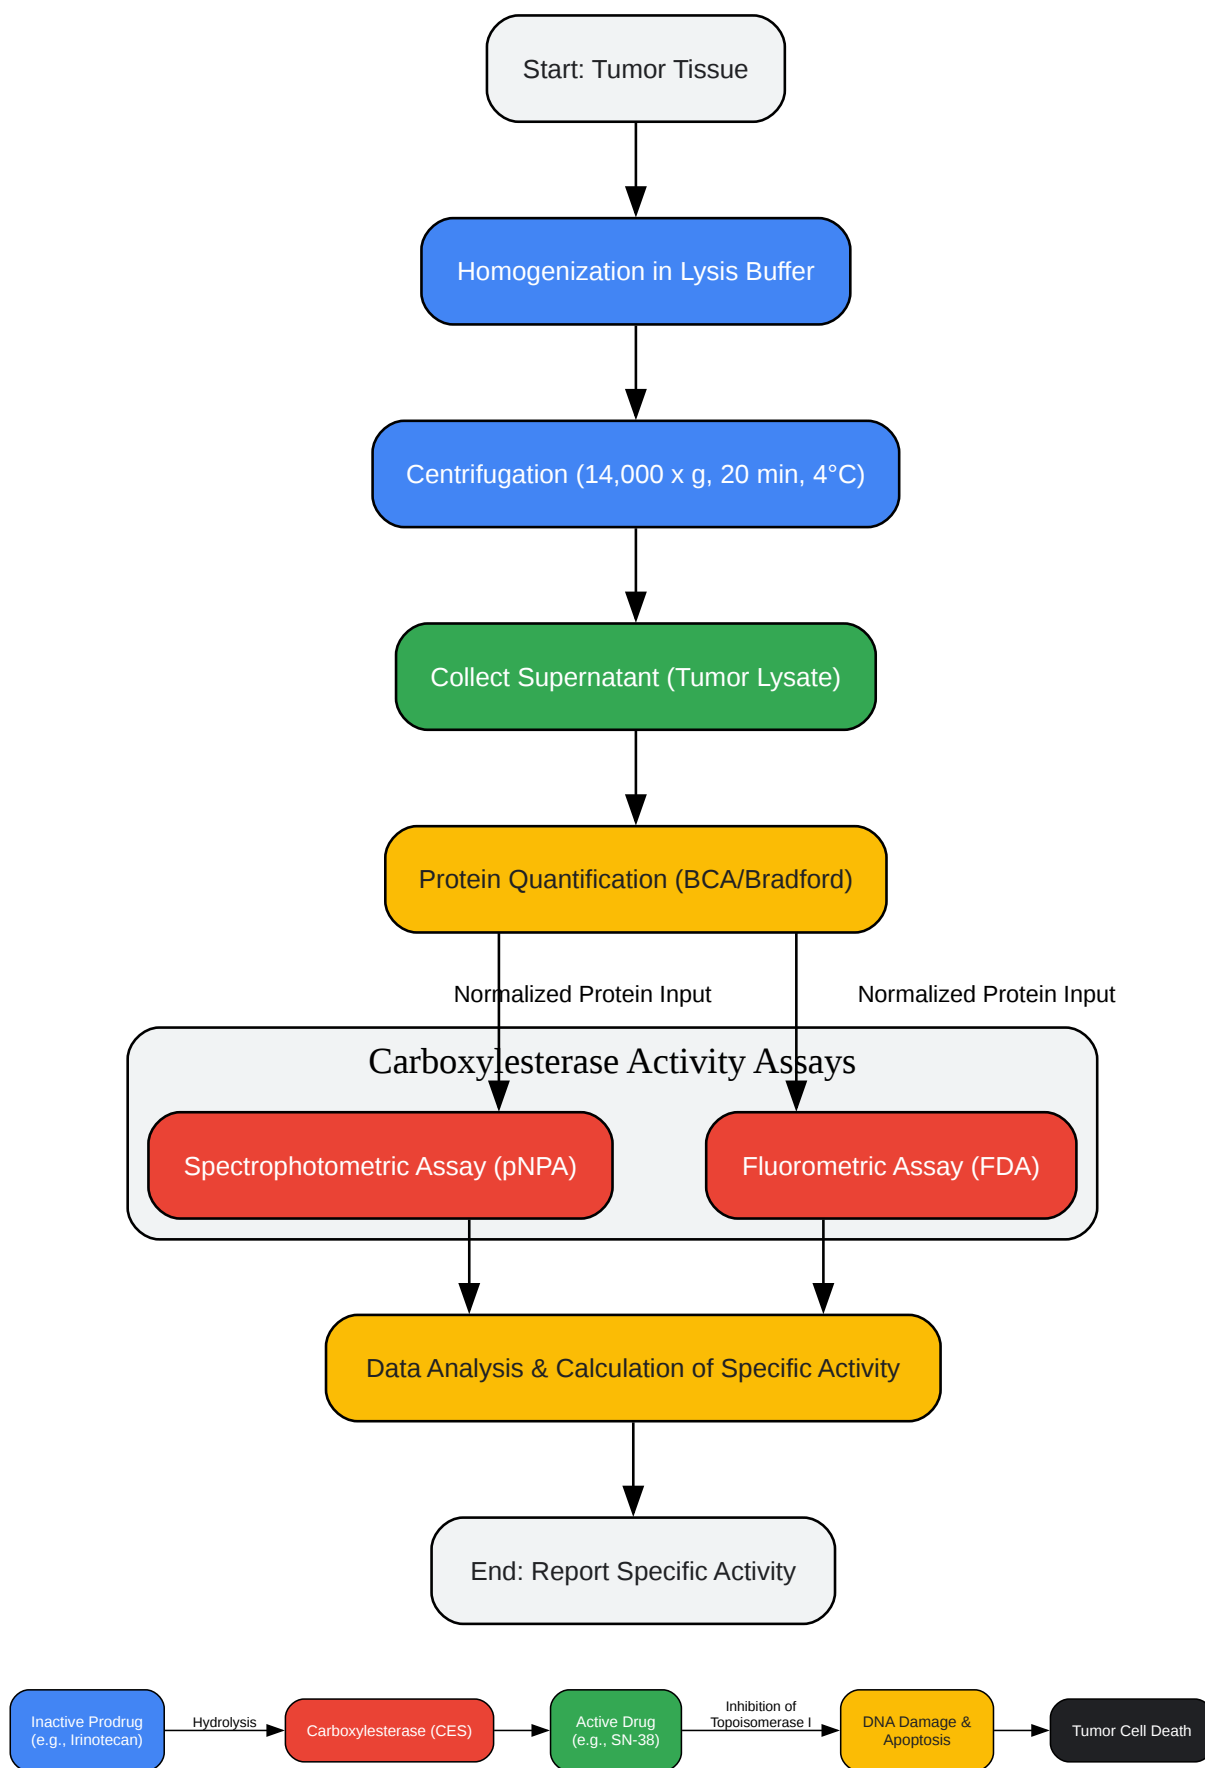 Start: Tumor Tissue
Homogenization in Lysis Buffer
Centrifugation (14,000 x g, 20 min, 4°C)
Collect Supernatant (Tumor Lysate)
Protein Quantification (BCA/Bradford)
Normalized Protein Input
Normalized Protein Input
Carboxylesterase Activity Assays
Spectrophotometric Assay (pNPA)
Fluorometric Assay (FDA)
Data Analysis & Calculation of Specific Activity
End: Report Specific Activity
Inactive Prodrug
(e.g., Irinotecan)
Hydrolysis
Carboxylesterase (CES)
Active Drug
(e.g., SN-38)
Inhibition of
Topoisomerase I
DNA Damage &
Apoptosis
Tumor Cell Death